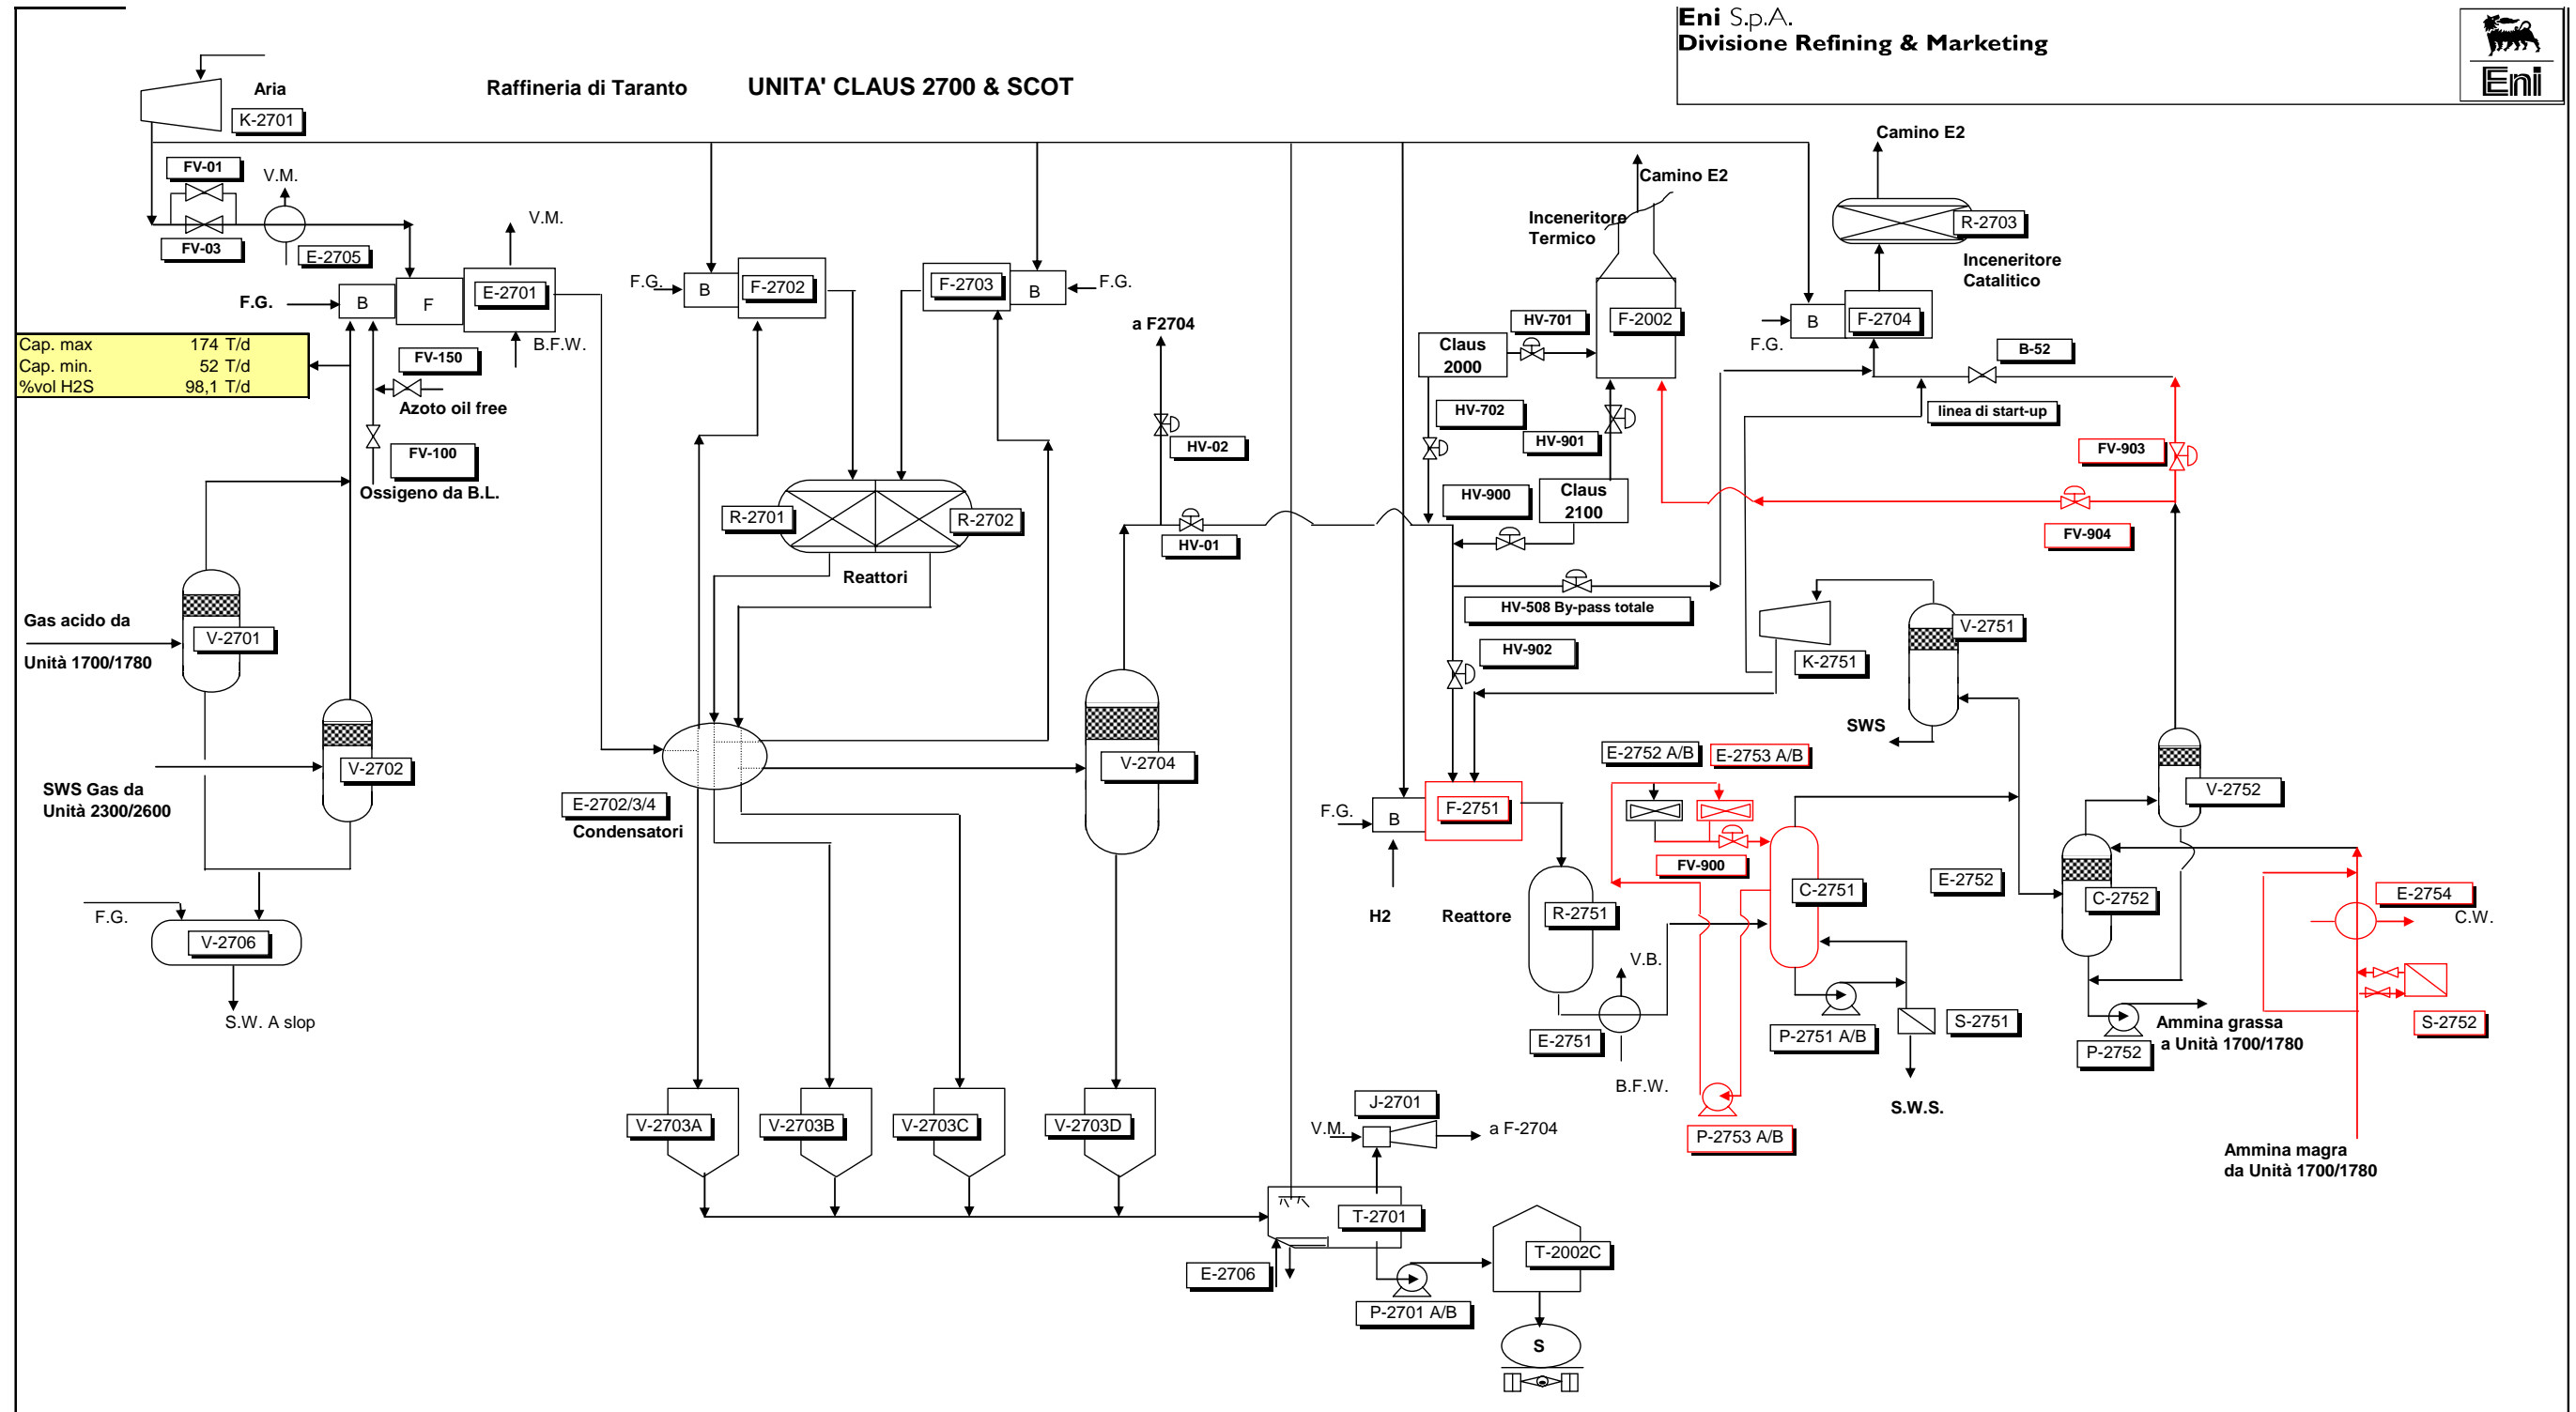 Eni S.p.A.
Divisione Refining & Marketing
Eni
Raffineria di Taranto
UNITA' CLAUS 2700 & SCOT
Aria
K-2701
FV-01
V.M.
FV-03
E-2705
V.M.
F.G.
B
F
E-2701
B.F.W.
Cap. max 174 T/d
Cap. min. 52 T/d
%vol H2S 98,1 T/d
FV-150
Azoto oil free
FV-100
Ossigeno da B.L.
F.G.
B
F-2702
F-2703
B
F.G.
R-2701
R-2702
Reattori
a F2704
HV-02
HV-01
Camino E2
Inceneritore
Termico
F-2002
HV-701
Claus
2000
HV-702
HV-901
HV-900
Claus
2100
HV-508 By-pass totale
HV-902
Camino E2
R-2703
Inceneritore
Catalitico
B
F-2704
F.G.
B-52
linea di start-up
FV-903
FV-904
Gas acido da
Unità 1700/1780
V-2701
V-2702
SWS Gas da
Unità 2300/2600
F.G.
V-2706
S.W. A slop
E-2702/3/4
Condensatori
V-2704
V-2703A
V-2703B
V-2703C
V-2703D
K-2751
V-2751
SWS
E-2752 A/B
E-2753 A/B
F.G.
B
F-2751
H2
Reattore
R-2751
FV-900
C-2751
V.B.
E-2751
B.F.W.
P-2751 A/B
S-2751
S.W.S.
P-2753 A/B
E-2752
V-2752
C-2752
E-2754
C.W.
S-2752
Ammina grassa
a Unità 1700/1780
P-2752
Ammina magra
da Unità 1700/1780
J-2701
V.M.
a F-2704
T-2701
E-2706
P-2701 A/B
T-2002C
S